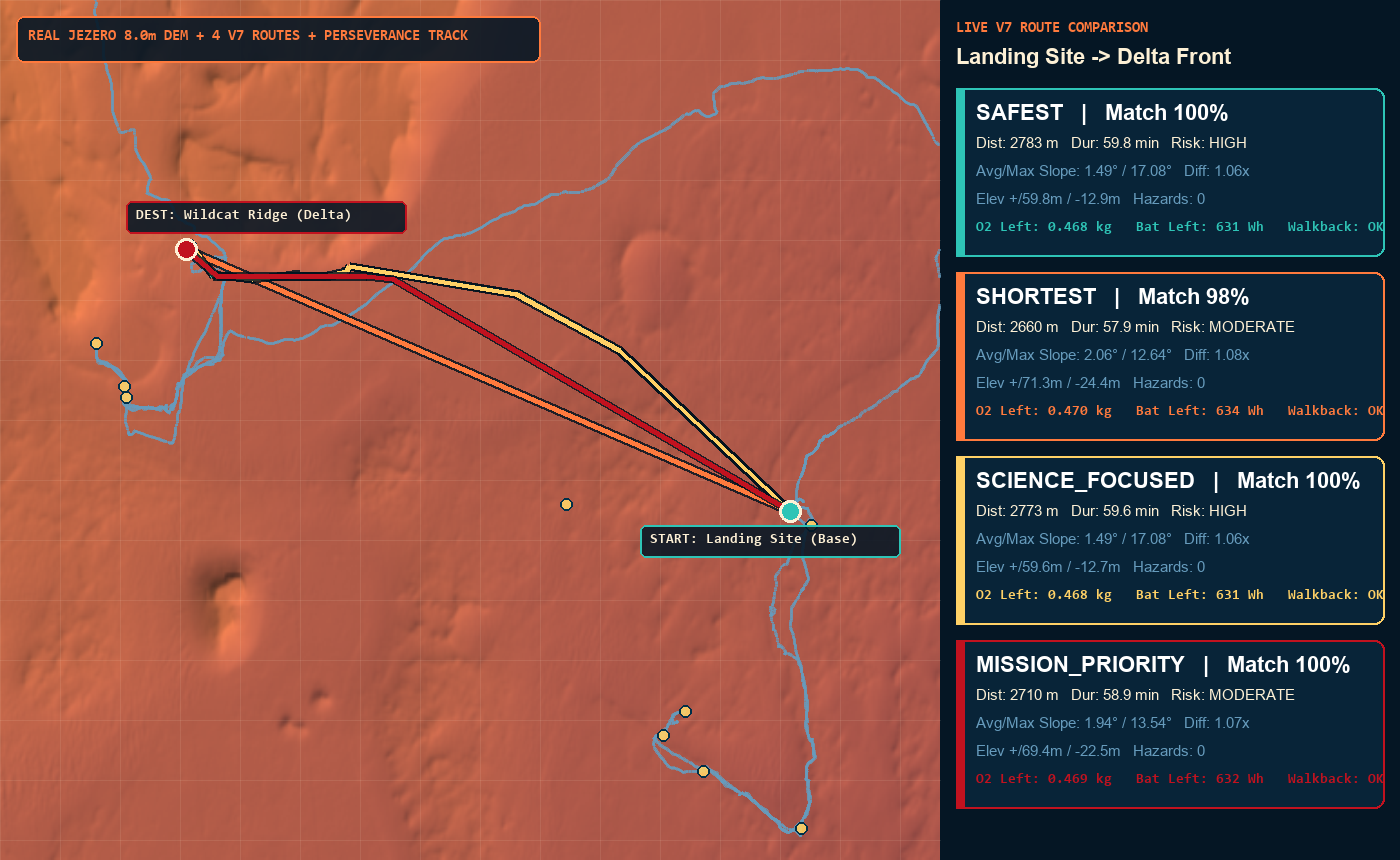 REAL JEZERO 8.0m DEM + 4 V7 ROUTES + PERSEVERANCE TRACK
DEST: Wildcat Ridge (Delta)
START: Landing Site (Base)
LIVE V7 ROUTE COMPARISON
Landing Site -> Delta Front
SAFEST | Match 100%
Dist: 2783 m Dur: 59.8 min Risk: HIGH
Avg/Max Slope: 1.49° / 17.08° Diff: 1.06x
Elev +/59.8m / -12.9m Hazards: 0
O2 Left: 0.468 kg Bat Left: 631 Wh Walkback: OK
SHORTEST | Match 98%
Dist: 2660 m Dur: 57.9 min Risk: MODERATE
Avg/Max Slope: 2.06° / 12.64° Diff: 1.08x
Elev +/71.3m / -24.4m Hazards: 0
O2 Left: 0.470 kg Bat Left: 634 Wh Walkback: OK
SCIENCE_FOCUSED | Match 100%
Dist: 2773 m Dur: 59.6 min Risk: HIGH
Avg/Max Slope: 1.49° / 17.08° Diff: 1.06x
Elev +/59.6m / -12.7m Hazards: 0
O2 Left: 0.468 kg Bat Left: 631 Wh Walkback: OK
MISSION_PRIORITY | Match 100%
Dist: 2710 m Dur: 58.9 min Risk: MODERATE
Avg/Max Slope: 1.94° / 13.54° Diff: 1.07x
Elev +/69.4m / -22.5m Hazards: 0
O2 Left: 0.469 kg Bat Left: 632 Wh Walkback: OK